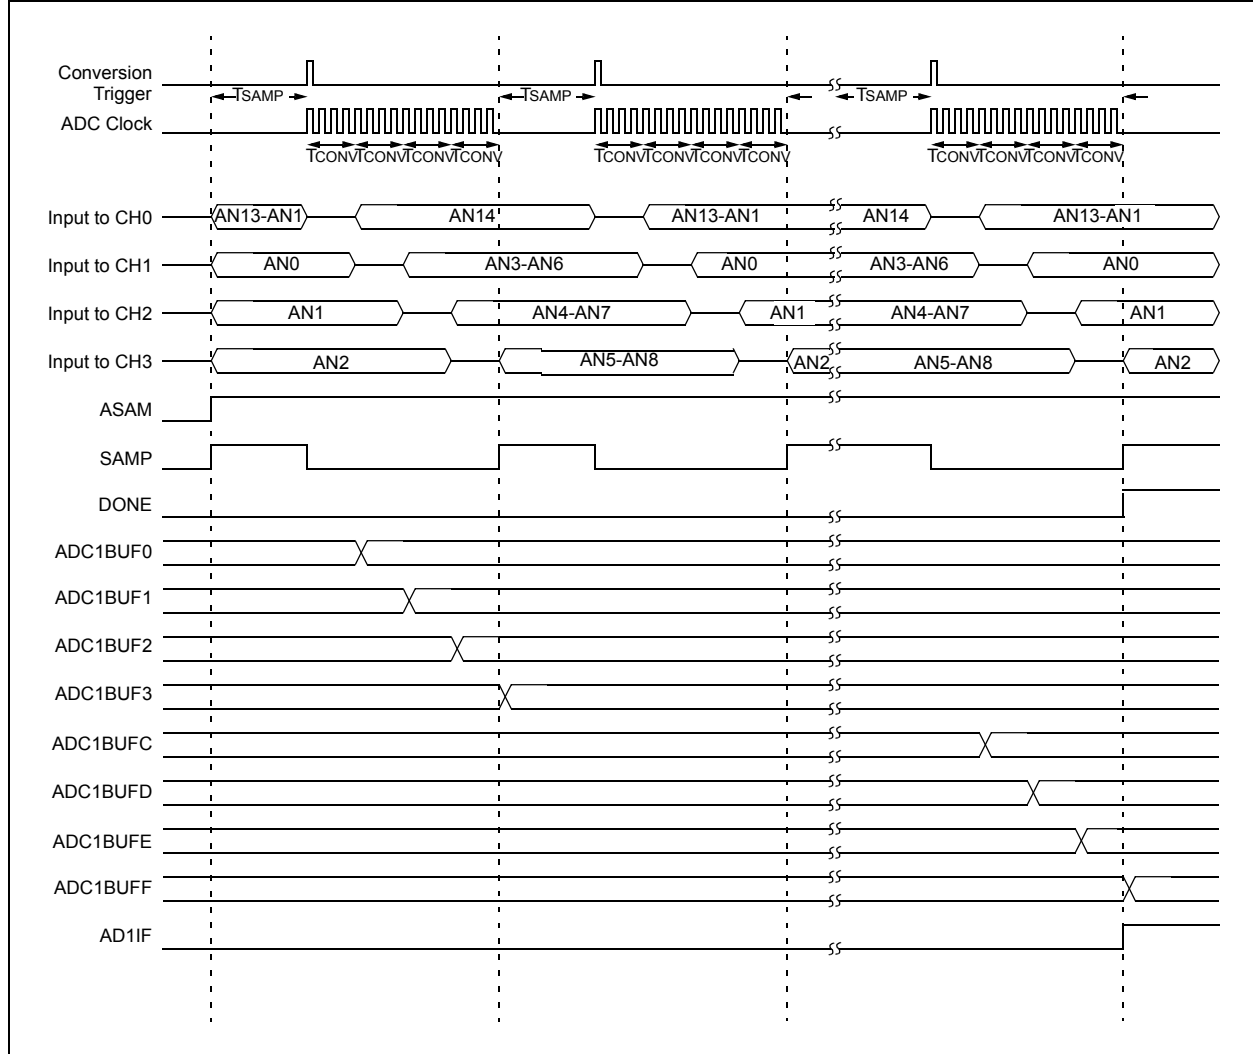 Conversion
Trigger
TSAMP TSAMP TSAMP
ADC Clock
TCONV TCONV TCONV TCONV TCONV TCONV TCONV TCONV TCONV TCONV TCONV TCONV
Input to CH0 AN13-AN1 AN14 AN13-AN1 AN14 AN13-AN1
Input to CH1 AN0 AN3-AN6 AN0 AN3-AN6 AN0
Input to CH2 AN1 AN4-AN7 AN1 AN4-AN7 AN1
Input to CH3 AN2 AN5-AN8 AN2 AN5-AN8 AN2
ASAM
SAMP
DONE
ADC1BUF0
ADC1BUF1
ADC1BUF2
ADC1BUF3
ADC1BUFC
ADC1BUFD
ADC1BUFE
ADC1BUFF
AD1IF